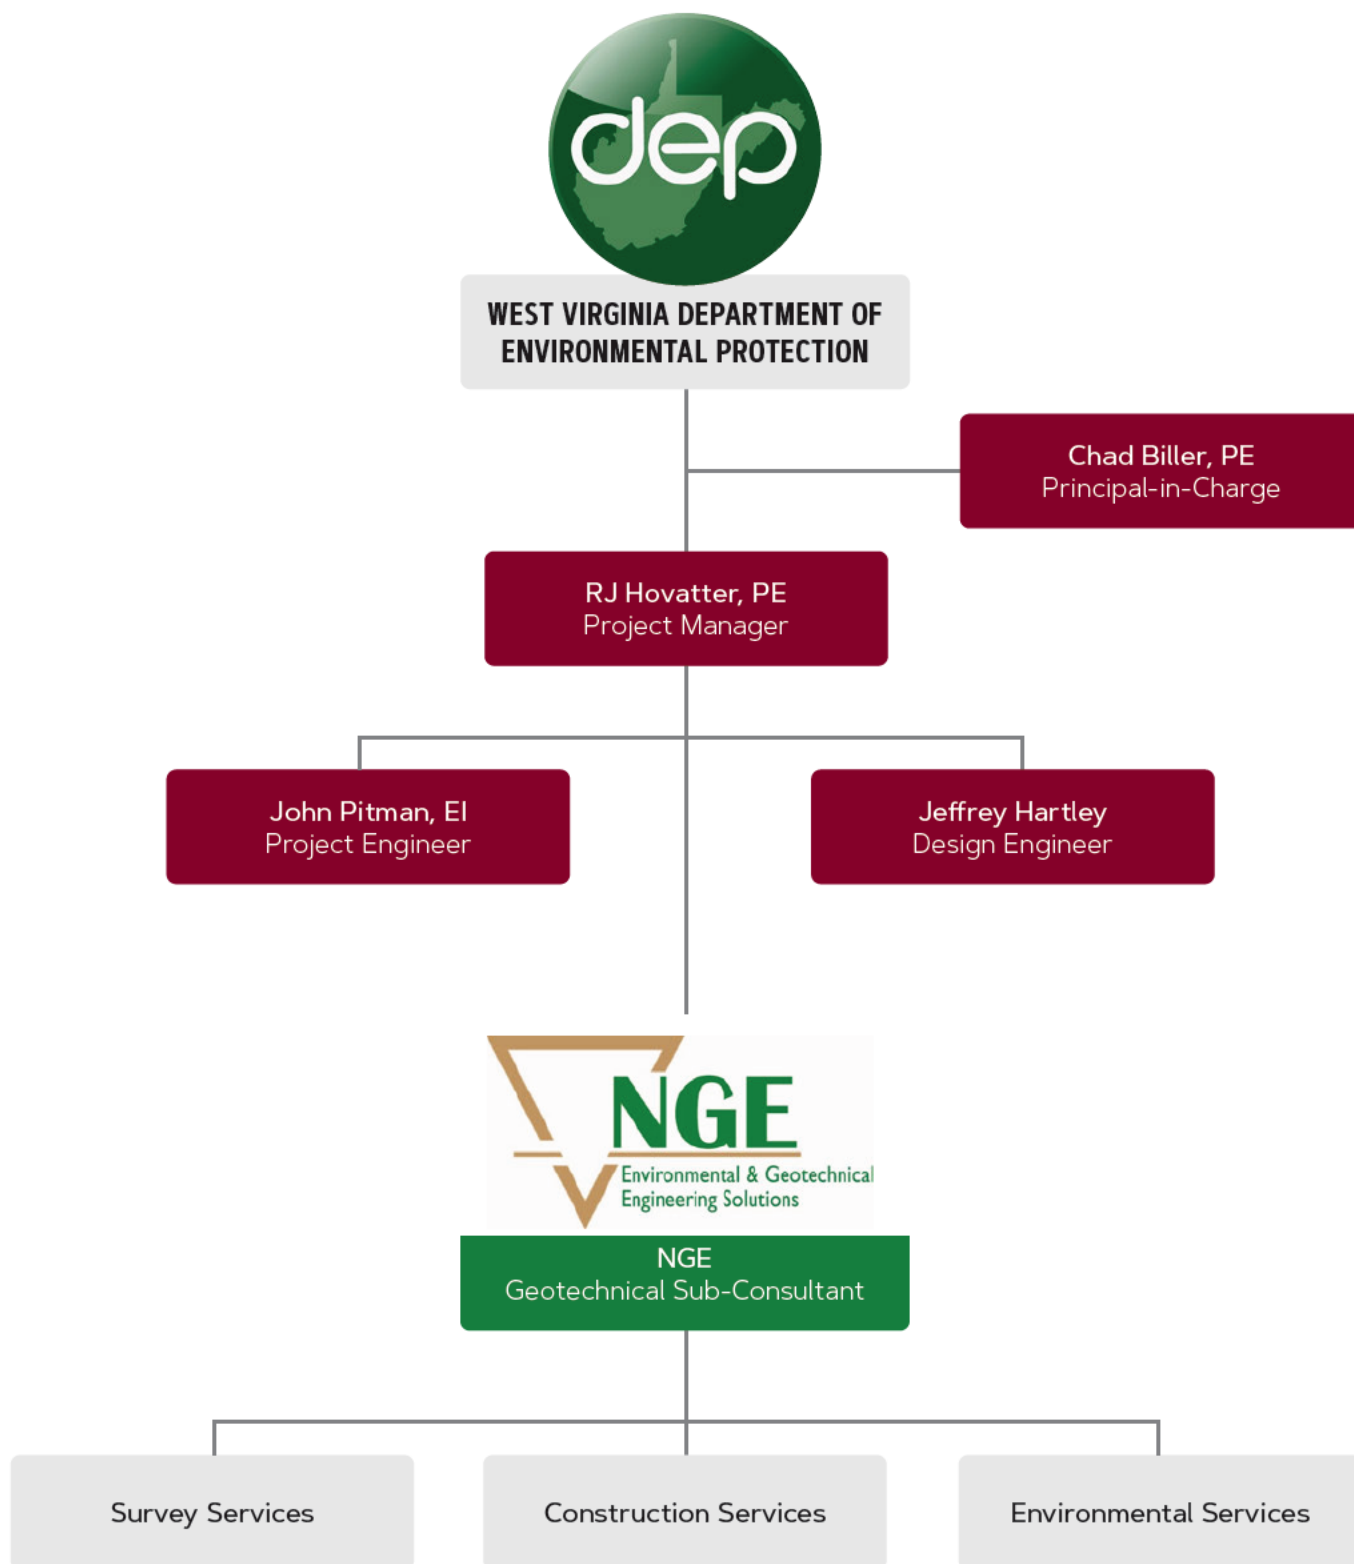 dep
WEST VIRGINIA DEPARTMENT OF
ENVIRONMENTAL PROTECTION
Chad Biller, PE
Principal-in-Charge
RJ Hovatter, PE
Project Manager
John Pitman, EI
Project Engineer
Jeffrey Hartley
Design Engineer
NGE
Environmental & Geotechnical
Engineering Solutions
NGE
Geotechnical Sub-Consultant
Survey Services
Construction Services
Environmental Services